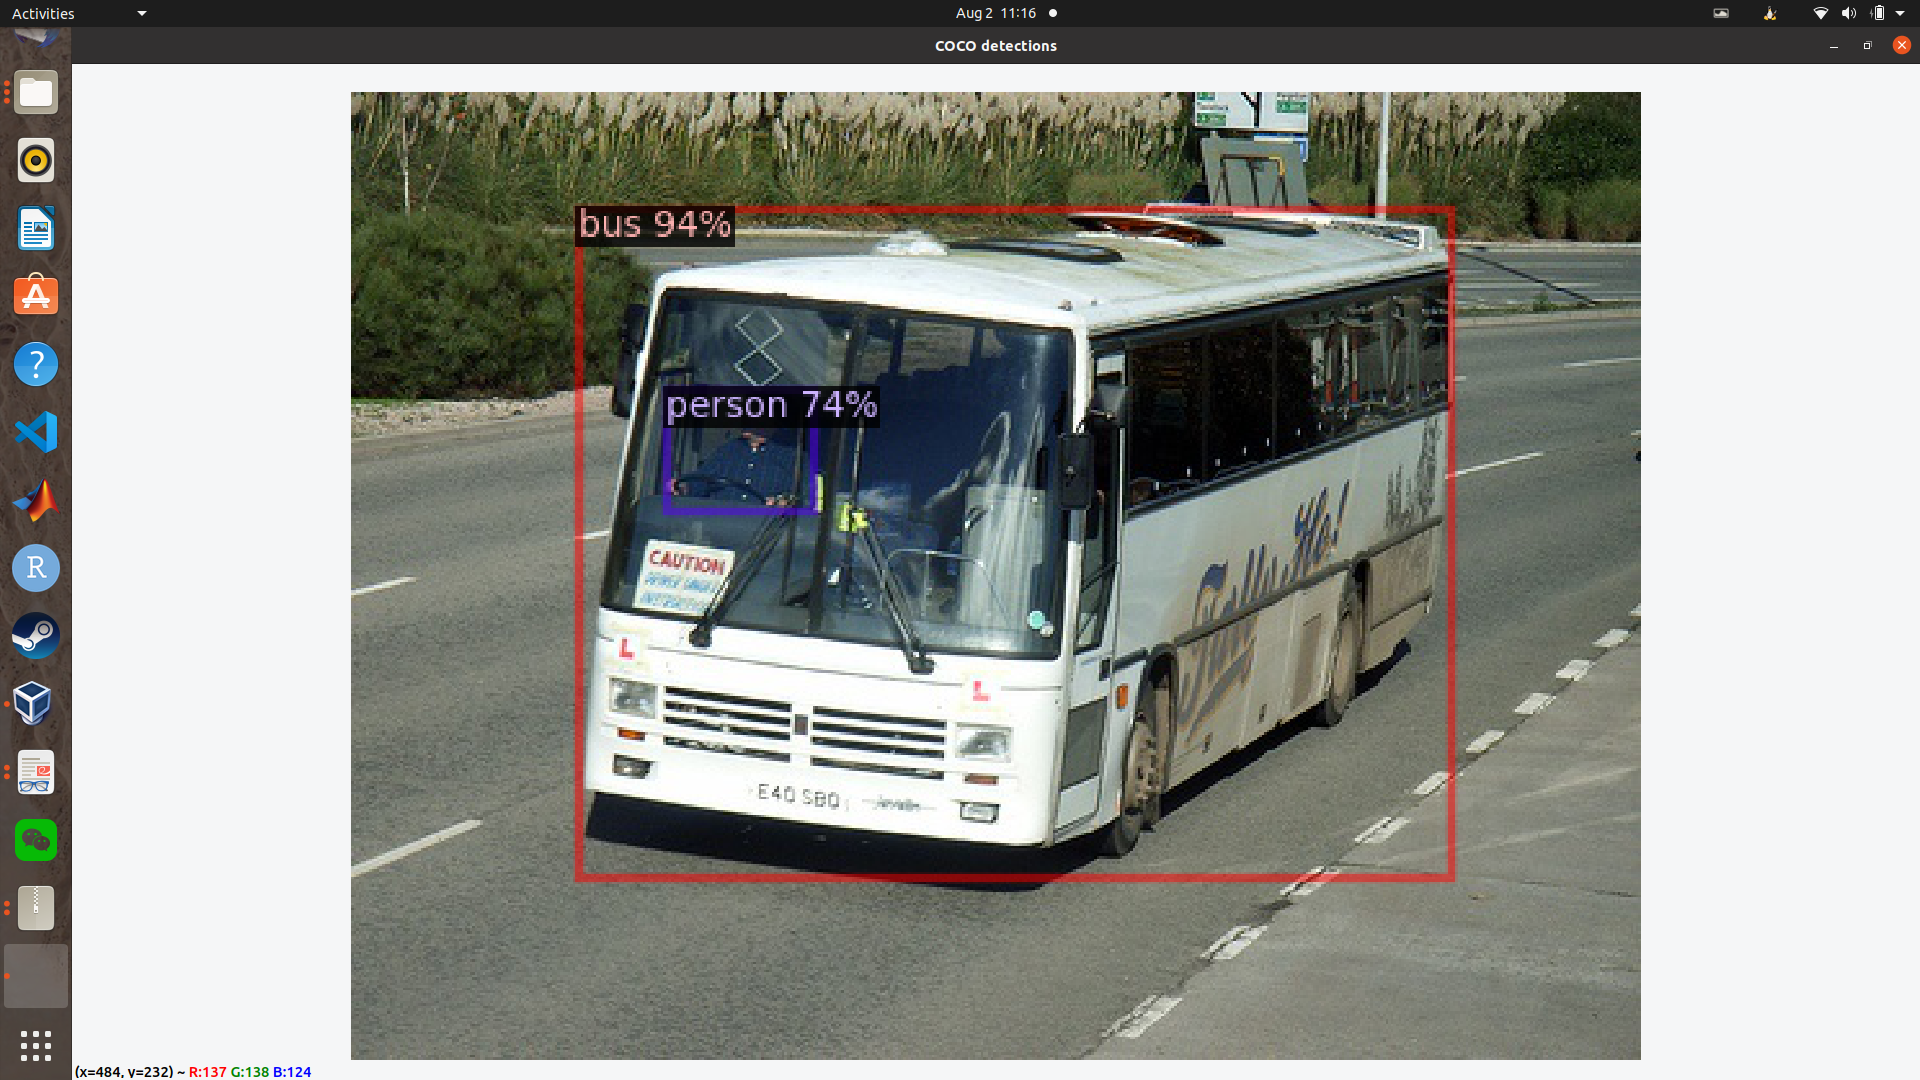 Activities
Aug 2 11:16
COCO detections
bus 94%
person 74%
CAUTION
L
L
E40 SBO
(x=484, y=232) ~ R:137 G:138 B:124